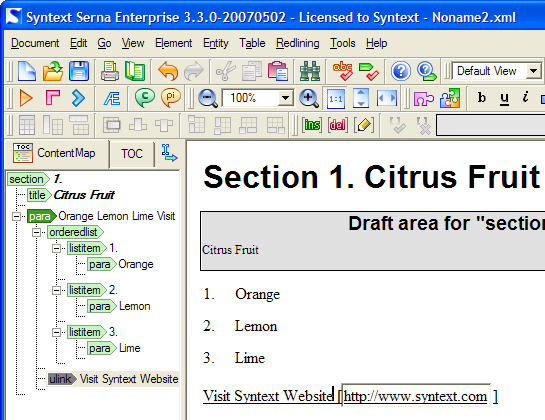 Syntext Serna Enterprise 3.3.0-20070502 - Licensed to Syntext - Noname2.xml
Document Edit Go View Element Entity Table Redlining Tools Help
abc Default View
Æ C pi 100% 1:1 b u i
ins del
TOC
ContentMap TOC
section 1.
title Citrus Fruit
para Orange Lemon Lime Visit
orderedlist
listitem 1.
para Orange
listitem 2.
para Lemon
listitem 3.
para Lime
ulink Visit Syntext Website
Section 1. Citrus Fruit
Draft area for "section
Citrus Fruit
1. Orange
2. Lemon
3. Lime
Visit Syntext Website [http://www.syntext.com ]